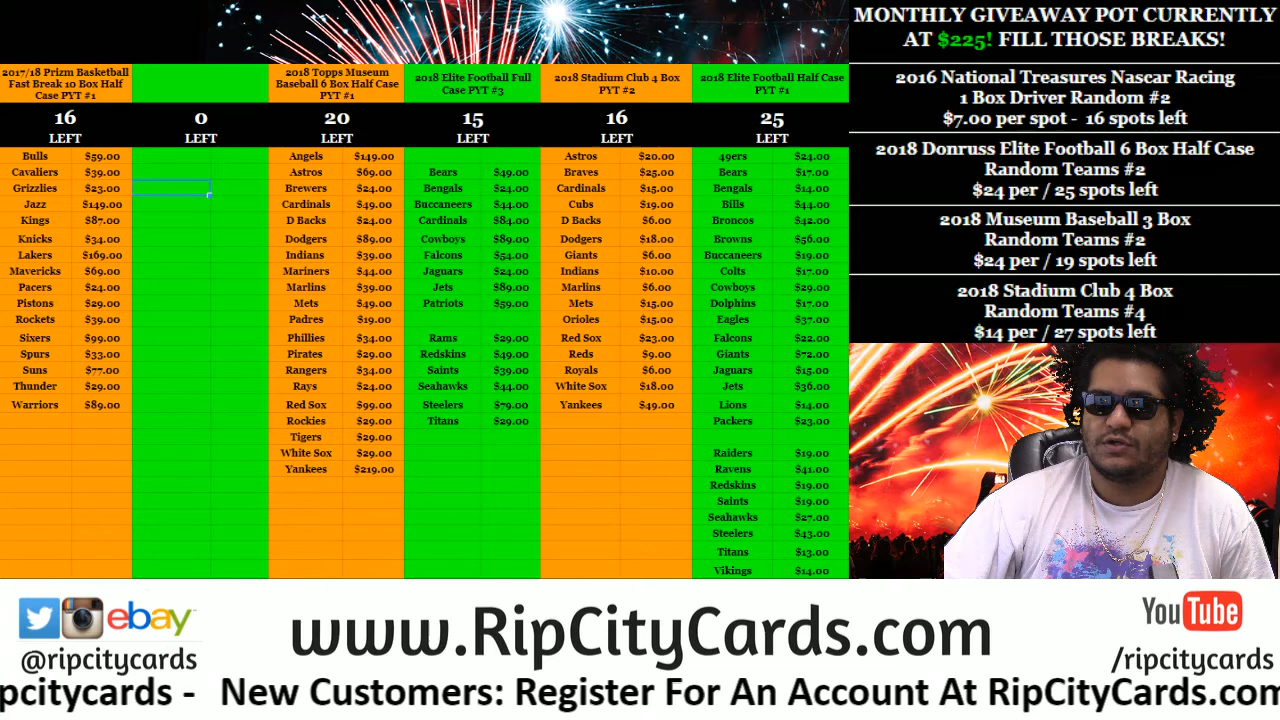 MONTHLY GIVEAWAY POT CURRENTLY
AT $225! FILL THOSE BREAKS!
2016 National Treasures Nascar Racing
1 Box Driver Random #2
$7.00 per spot - 16 spots left
2018 Donruss Elite Football 6 Box Half Case
Random Teams #2
$24 per / 25 spots left
2018 Museum Baseball 3 Box
Random Teams #2
$24 per / 19 spots left
2018 Stadium Club 4 Box
Random Teams #4
$14 per / 27 spots left
2017/18 Prizm Basketball
Fast Break 10 Box Half
Case PYT #1
16
LEFT
Bulls $59.00
Cavaliers $39.00
Grizzlies $23.00
Jazz $149.00
Kings $87.00
Knicks $34.00
Lakers $169.00
Mavericks $69.00
Pacers $24.00
Pistons $29.00
Rockets $39.00
Sixers $99.00
Spurs $33.00
Suns $77.00
Thunder $29.00
Warriors $89.00
0
LEFT
2018 Topps Museum
Baseball 6 Box Half Case
PYT #1
20
LEFT
Angels $149.00
Astros $69.00
Brewers $24.00
Cardinals $49.00
D Backs $24.00
Dodgers $89.00
Indians $39.00
Mariners $44.00
Marlins $39.00
Mets $49.00
Padres $19.00
Phillies $34.00
Pirates $29.00
Rangers $34.00
Rays $24.00
Red Sox $99.00
Rockies $29.00
Tigers $29.00
White Sox $29.00
Yankees $219.00
2018 Elite Football Full
Case PYT #3
15
LEFT
Bears $49.00
Bengals $24.00
Buccaneers $44.00
Cardinals $84.00
Cowboys $89.00
Falcons $54.00
Jaguars $24.00
Jets $89.00
Patriots $59.00
Rams $29.00
Redskins $49.00
Saints $39.00
Seahawks $44.00
Steelers $79.00
Titans $29.00
2018 Stadium Club 4 Box
PYT #2
16
LEFT
Astros $20.00
Braves $25.00
Cardinals $15.00
Cubs $19.00
D Backs $6.00
Dodgers $18.00
Giants $6.00
Indians $10.00
Marlins $6.00
Mets $15.00
Orioles $15.00
Red Sox $23.00
Reds $9.00
Royals $6.00
White Sox $18.00
Yankees $49.00
2018 Elite Football Half Case
PYT #1
25
LEFT
49ers $24.00
Bears $17.00
Bengals $14.00
Bills $44.00
Broncos $42.00
Browns $56.00
Buccaneers $19.00
Colts $17.00
Cowboys $29.00
Dolphins $17.00
Eagles $37.00
Falcons $22.00
Giants $72.00
Jaguars $15.00
Jets $36.00
Lions $14.00
Packers $23.00
Raiders $19.00
Ravens $41.00
Redskins $19.00
Saints $19.00
Seahawks $27.00
Steelers $43.00
Titans $13.00
Vikings $14.00
ebay
@ripcitycards
www.RipCityCards.com
YouTube
/ripcitycards
pcitycards - New Customers: Register For An Account At RipCityCards.com